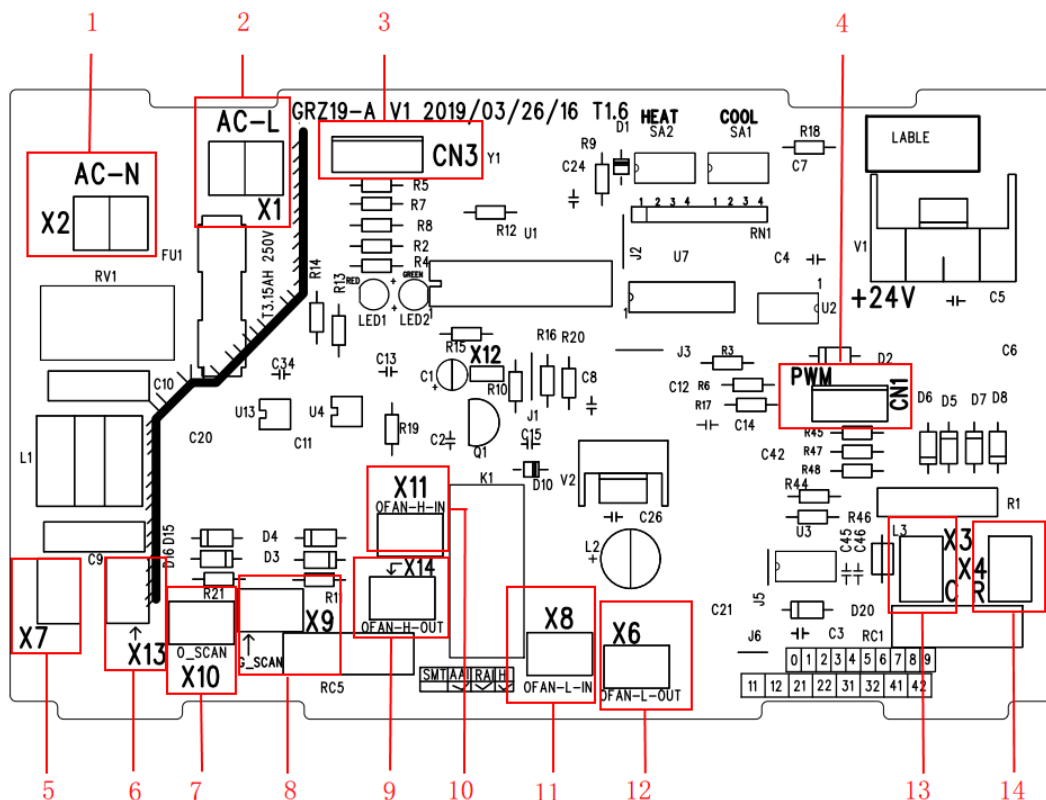 1
2
3
4
GRZ19-A V1 2019/03/26/16 T1.6
AC-L
X1
AC-N
X2
CN3
Y1
HEAT
SA2
COOL
SA1
D1
R9
C24
R18
C7
LABLE
R5
R7
R8
R2
R4
R12
U1
J2
1 2 3 4 1 2 3 4
RN1
U7
C4
V1
+24V
C5
FU1
T3.15AH 250V
RV1
R14
R13
RED
GREEN
LED1
LED2
+
+
1
1
1
U2
R15
X12
R16
R20
J3
R3
D2
C6
C10
C34
C13
C1
+
R10
C8
C12
R6
R17
C14
PWM
CN1
D6
D5
D7
D8
U13
U4
C20
C11
R19
C2
Q1
J1
C15
L1
R45
R47
R48
C42
X11
OFAN-H-IN
K1
D10
V2
C26
R44
U3
R46
R1
L3
X3
X4
C
R
C45
C46
C9
D15
D16
D4
D3
R21
X14
OFAN-H-OUT
L2
J5
D20
C21
C3
RC1
X7
X13
O_SCAN
X10
X9
G_SCAN
RC5
SMT AAI RAI H
X8
OFAN-L-IN
X6
OFAN-L-OUT
J6
0 1 2 3 4 5 6 7 8 9
11 12 21 22 31 32 41 42
5
6
7
8
9
10
11
12
13
14